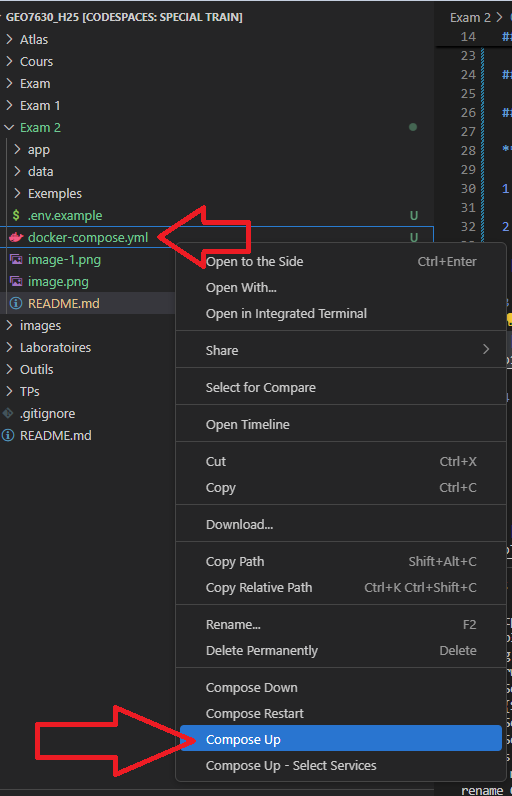 GEO7630_H25 [CODESPACES: SPECIAL TRAIN]
Atlas
Cours
Exam
Exam 1
Exam 2
app
data
Exemples
$ .env.example U
docker-compose.yml U
image-1.png
image.png
README.md
images
Laboratoires
Outils
TPs
.gitignore
README.md
Exam 2 >
14 ##
23
24 ##
25
26 ##
27
28
29
30 1
31
32 2
Open to the Side Ctrl+Enter
Open With...
Open in Integrated Terminal
Share
Select for Compare
Open Timeline
Cut Ctrl+X
Copy Ctrl+C
Download...
Copy Path Shift+Alt+C
Copy Relative Path Ctrl+K Ctrl+Shift+C
Rename... F2
Delete Permanently Delete
Compose Down
Compose Restart
Compose Up
Compose Up - Select Services
rename